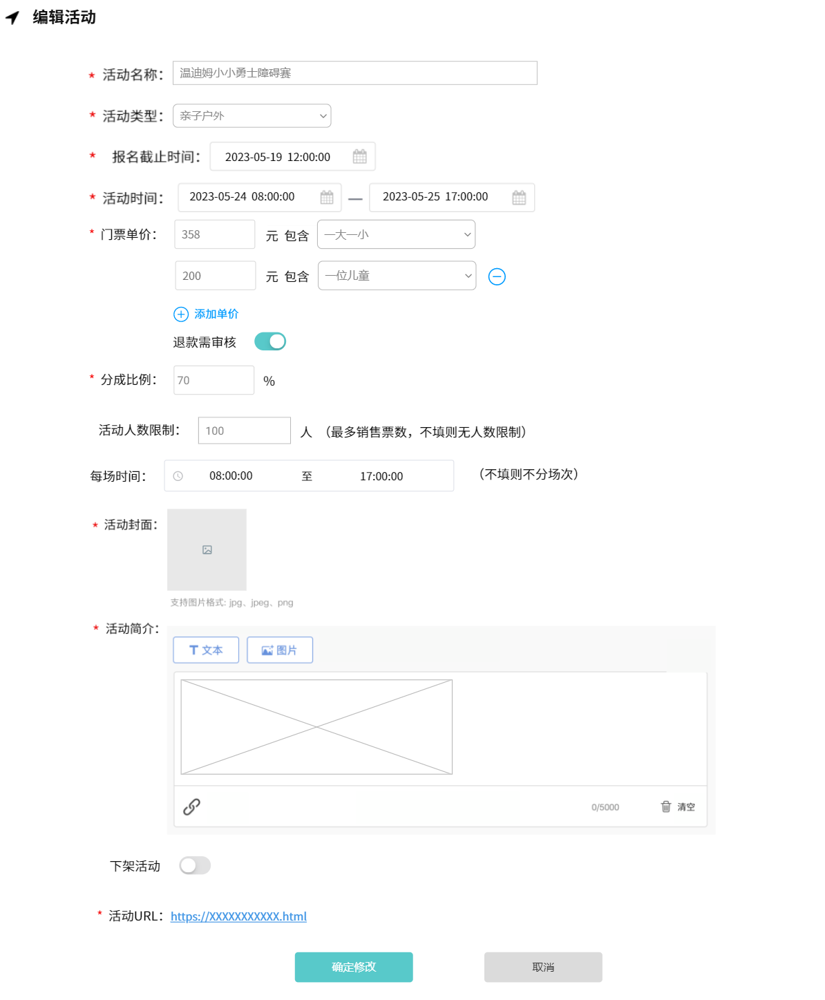 编辑活动
* 活动名称： 温迪姆小小勇士障碍赛
* 活动类型： 亲子户外
* 报名截止时间： 2023-05-19 12:00:00
* 活动时间： 2023-05-24 08:00:00 — 2023-05-25 17:00:00
* 门票单价： 358 元 包含 一大一小
200 元 包含 一位儿童
添加单价
退款需审核
* 分成比例： 70 %
活动人数限制： 100 人 （最多销售票数，不填则无人数限制）
每场时间： 08:00:00 至 17:00:00 （不填则不分场次）
* 活动封面：
支持图片格式: jpg、jpeg、png
* 活动简介：
T 文本 图片
0/5000 清空
下架活动
* 活动URL： https://XXXXXXXXXXX.html
确定修改 取消